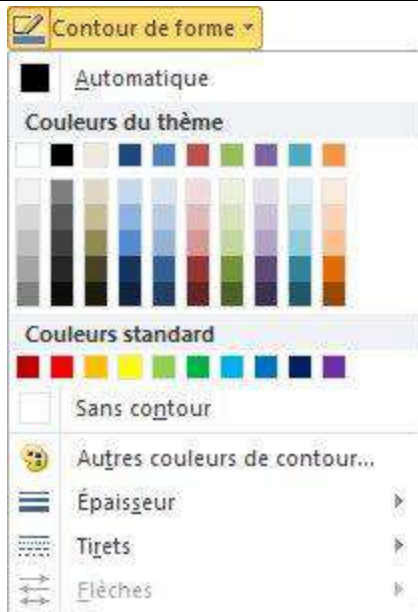 Contour de forme
Automatique
Couleurs du thème
Couleurs standard
Sans contour
Autres couleurs de contour...
Épaisseur
Tirets
Flèches